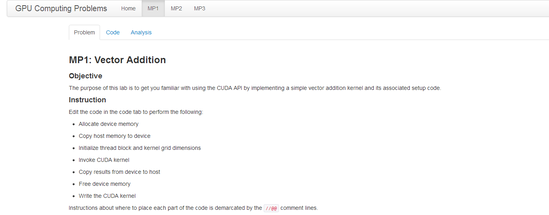 GPU Computing Problems Home MP1 MP2 MP3
Problem Code Analysis
MP1: Vector Addition
Objective
The purpose of this lab is to get you familiar with using the CUDA API by implementing a simple vector addition kernel and its associated setup code.
Instruction
Edit the code in the code tab to perform the following:
Allocate device memory
Copy host memory to device
Initialize thread block and kernel grid dimensions
Invoke CUDA kernel
Copy results from device to host
Free device memory
Write the CUDA kernel
Instructions about where to place each part of the code is demarcated by the //@@ comment lines.